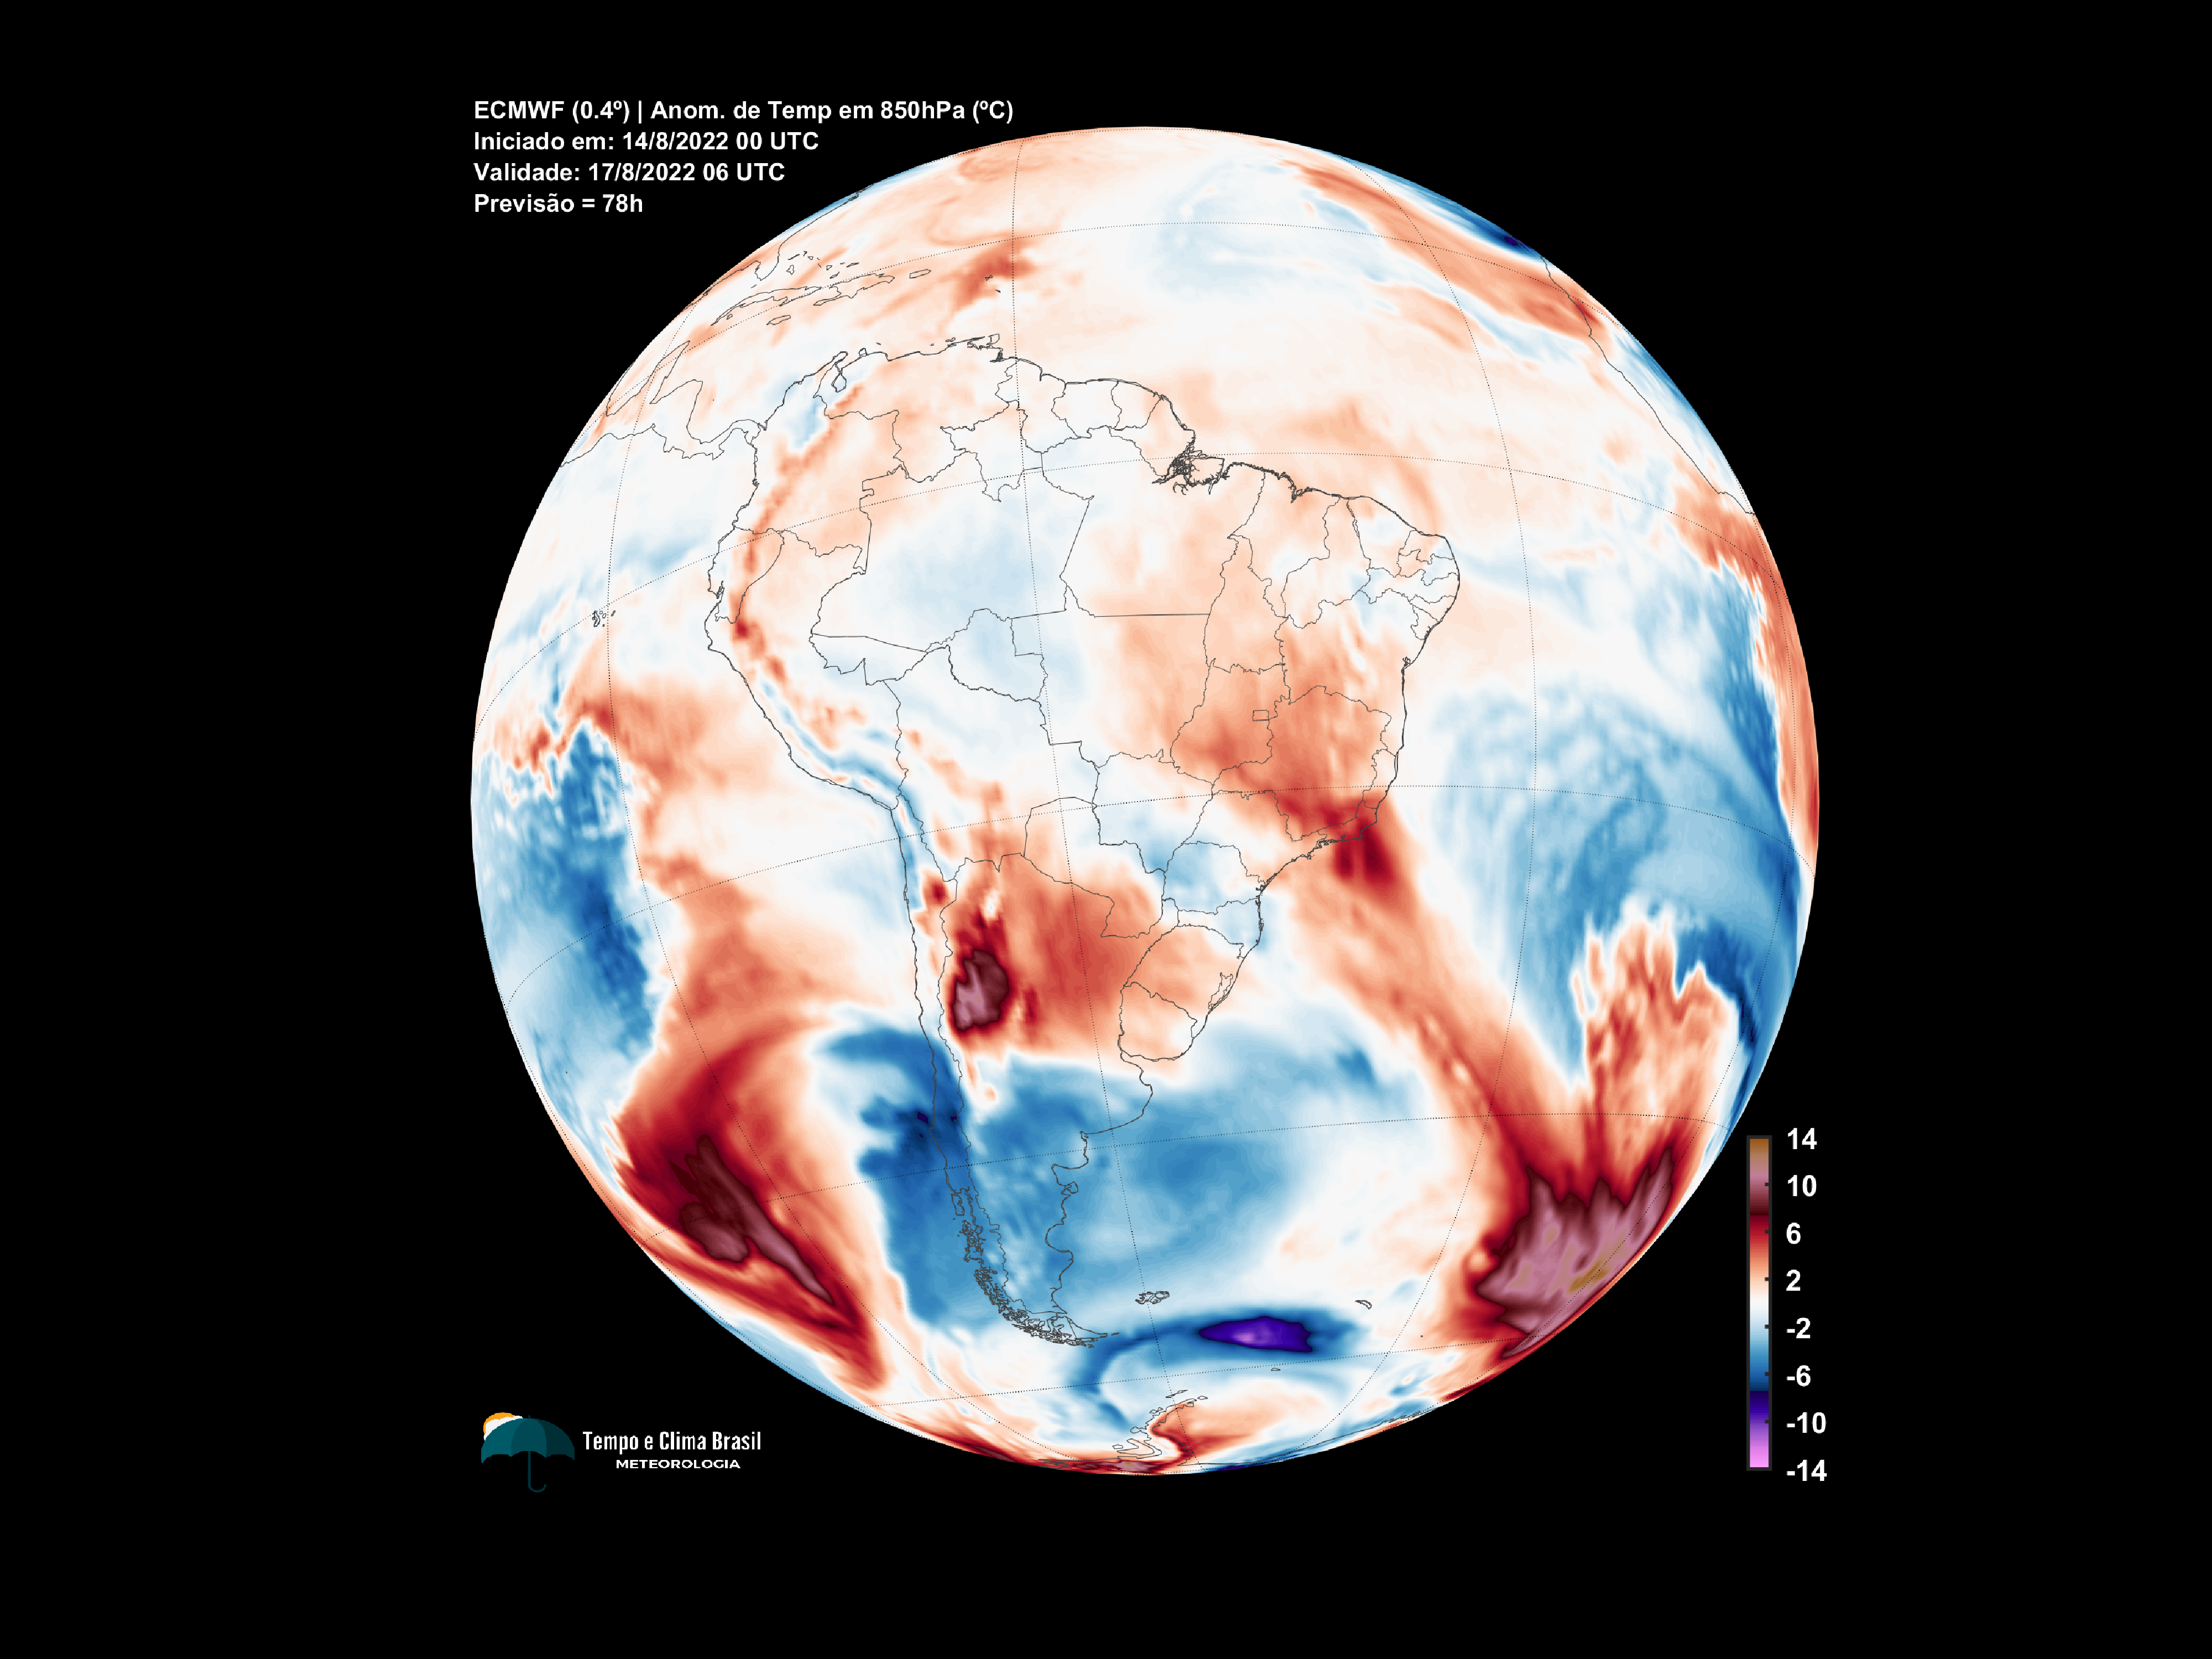 ECMWF (0.4º) | Anom. de Temp em 850hPa (ºC)
Iniciado em: 14/8/2022 00 UTC
Validade: 17/8/2022 06 UTC
Previsão = 78h
14
10
6
2
-2
-6
-10
-14
Tempo e Clima Brasil
METEOROLOGIA